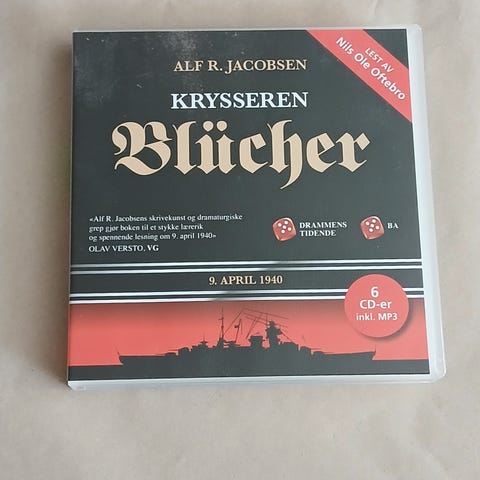 ALF R. JACOBSEN
LEST AV
Nils Ole Oftebro
KRYSSEREN
Blücher
«Alf R. Jacobsens skrivekunst og dramaturgiske
grep gjør boken til et stykke lærerik
og spennende lesning om 9. april 1940»
OLAV VERSTO, VG
DRAMMENS
TIDENDE
BA
9. APRIL 1940
6
CD-er
inkl. MP3